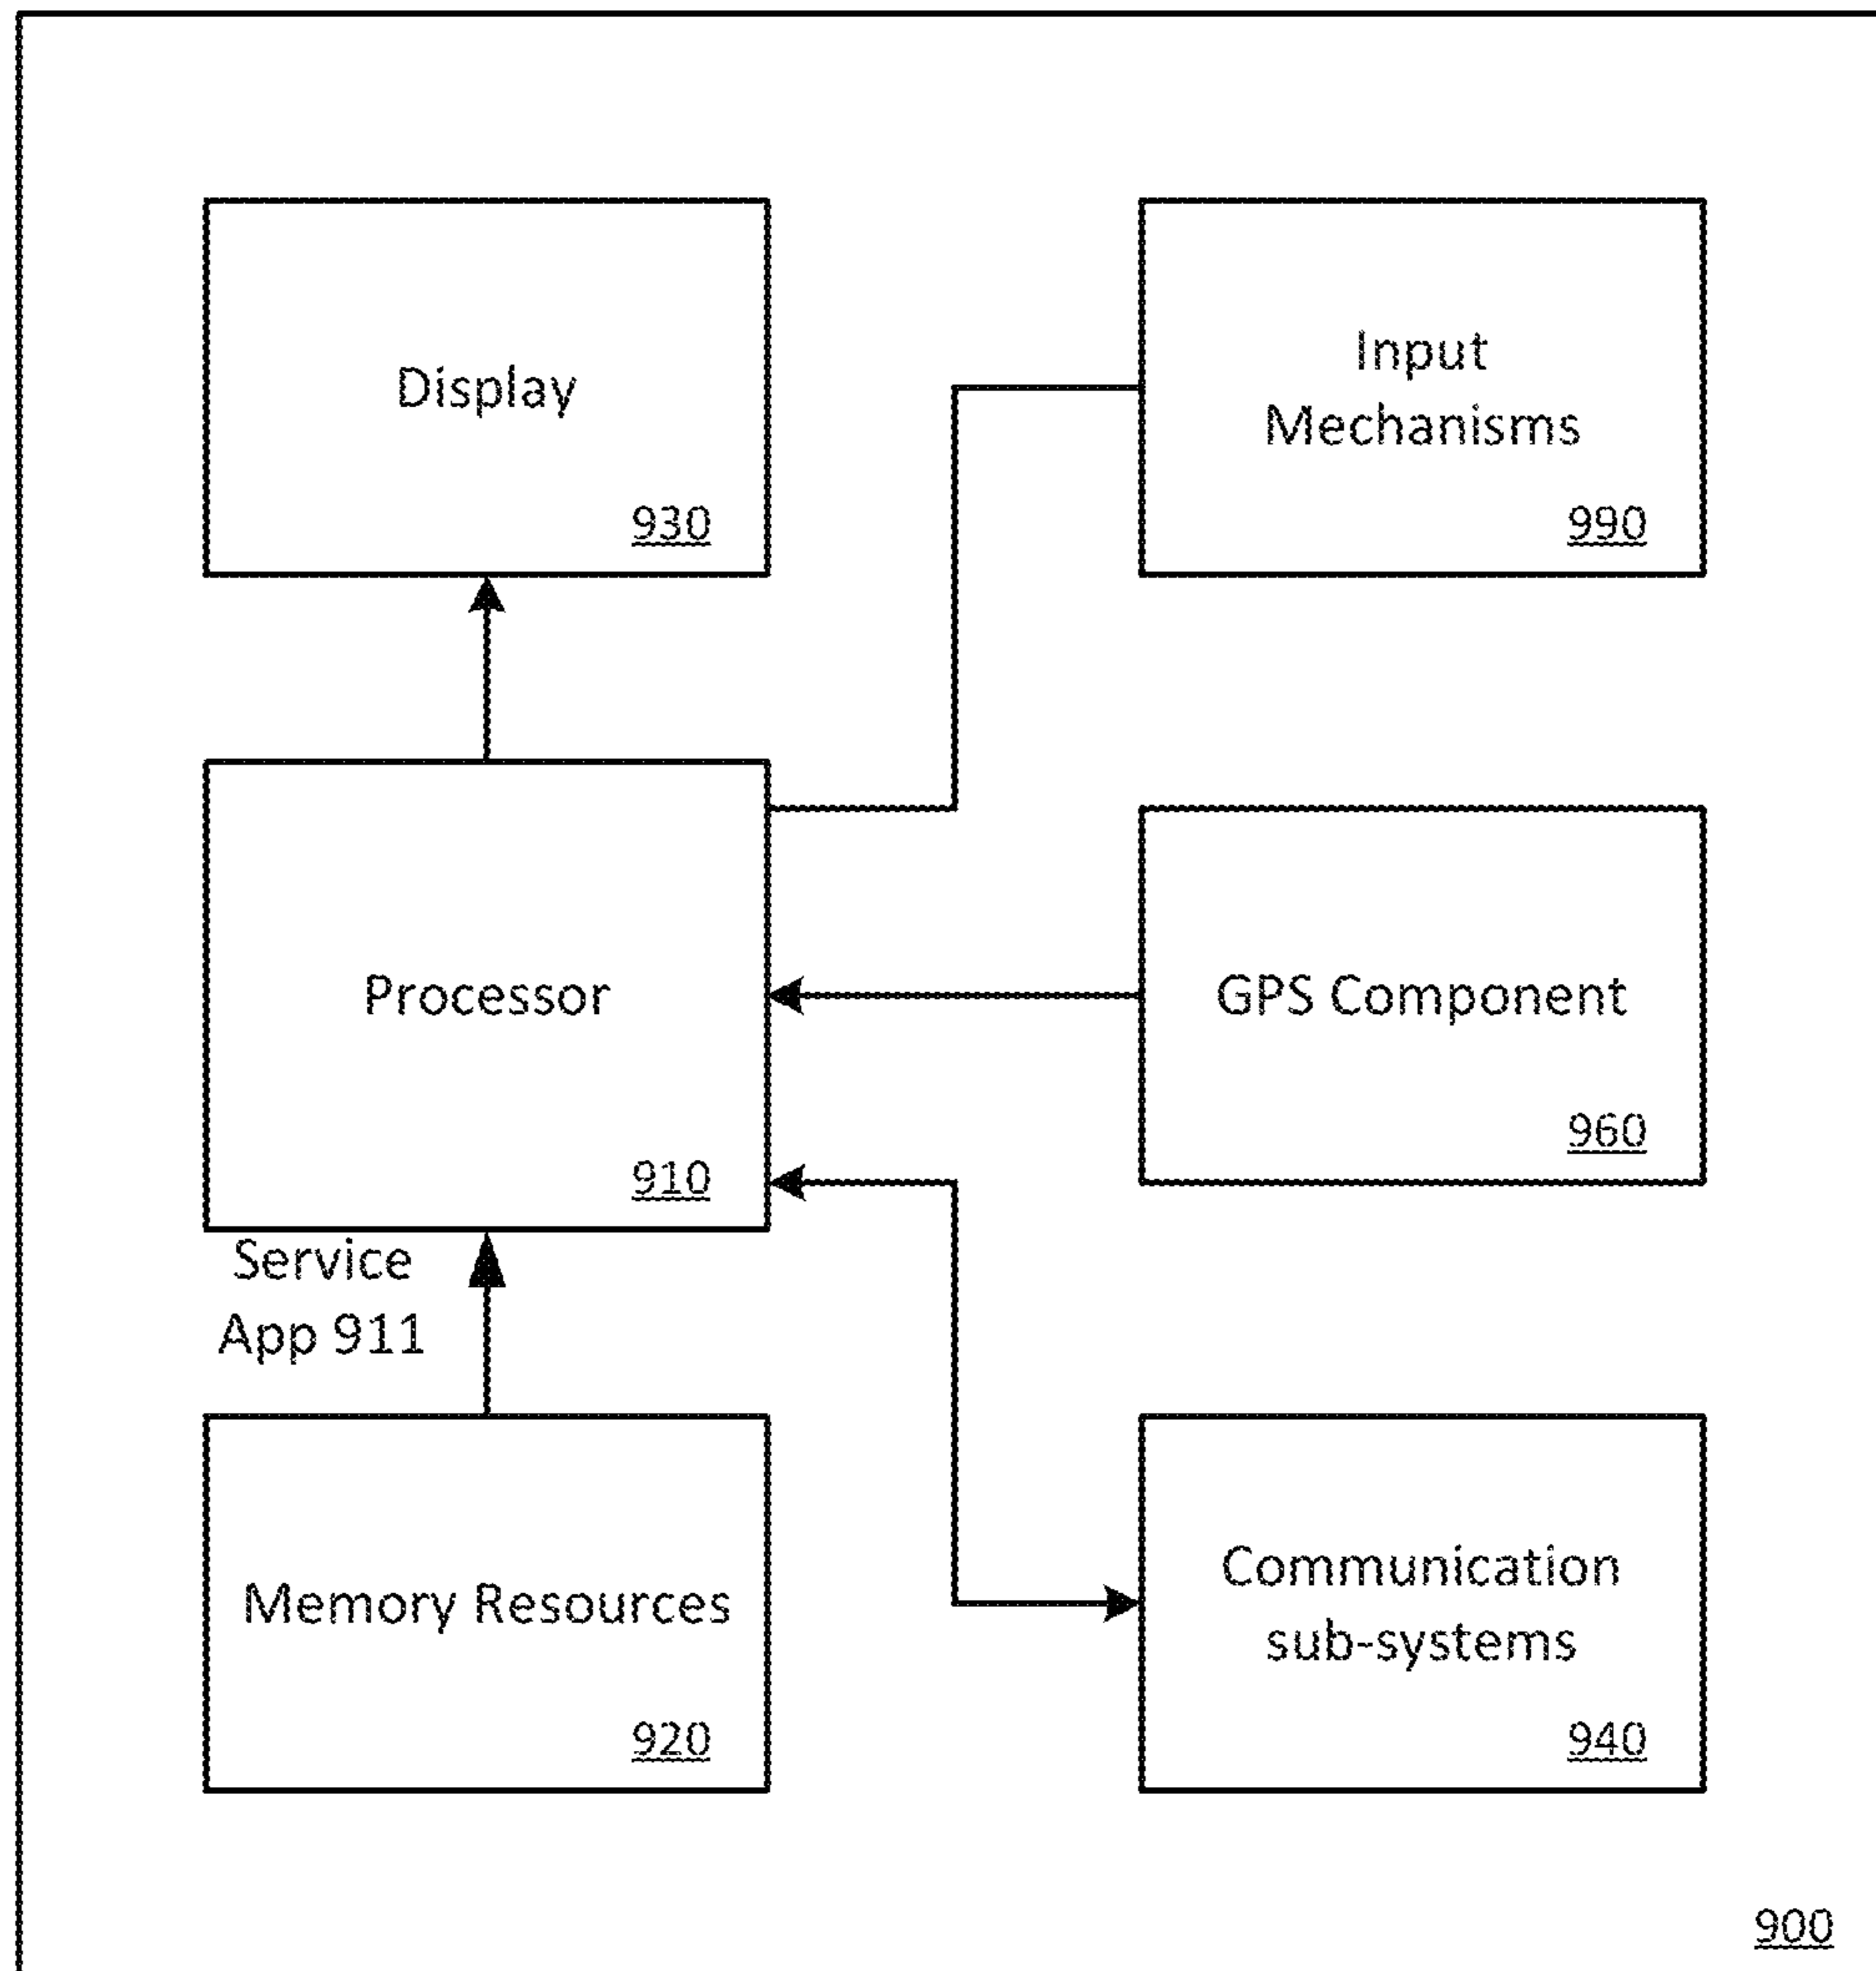 Display
930
Input
Mechanisms
990
Processor
910
GPS Component
960
Service
App 911
Memory Resources
920
Communication
sub-systems
940
900